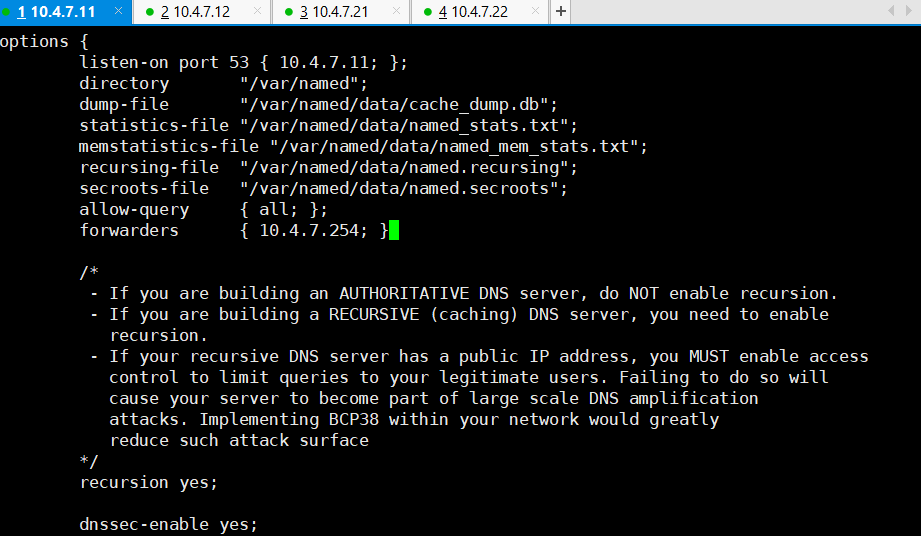 1 10.4.7.11 × 2 10.4.7.12 × 3 10.4.7.21 × 4 10.4.7.22 × +
options {
        listen-on port 53 { 10.4.7.11; };
        directory       "/var/named";
        dump-file       "/var/named/data/cache_dump.db";
        statistics-file "/var/named/data/named_stats.txt";
        memstatistics-file "/var/named/data/named_mem_stats.txt";
        recursing-file  "/var/named/data/named.recursing";
        secroots-file   "/var/named/data/named.secroots";
        allow-query     { all; };
        forwarders      { 10.4.7.254; }

        /*
         - If you are building an AUTHORITATIVE DNS server, do NOT enable recursion.
         - If you are building a RECURSIVE (caching) DNS server, you need to enable
           recursion.
         - If your recursive DNS server has a public IP address, you MUST enable access
           control to limit queries to your legitimate users. Failing to do so will
           cause your server to become part of large scale DNS amplification
           attacks. Implementing BCP38 within your network would greatly
           reduce such attack surface
        */
        recursion yes;

        dnssec-enable yes;